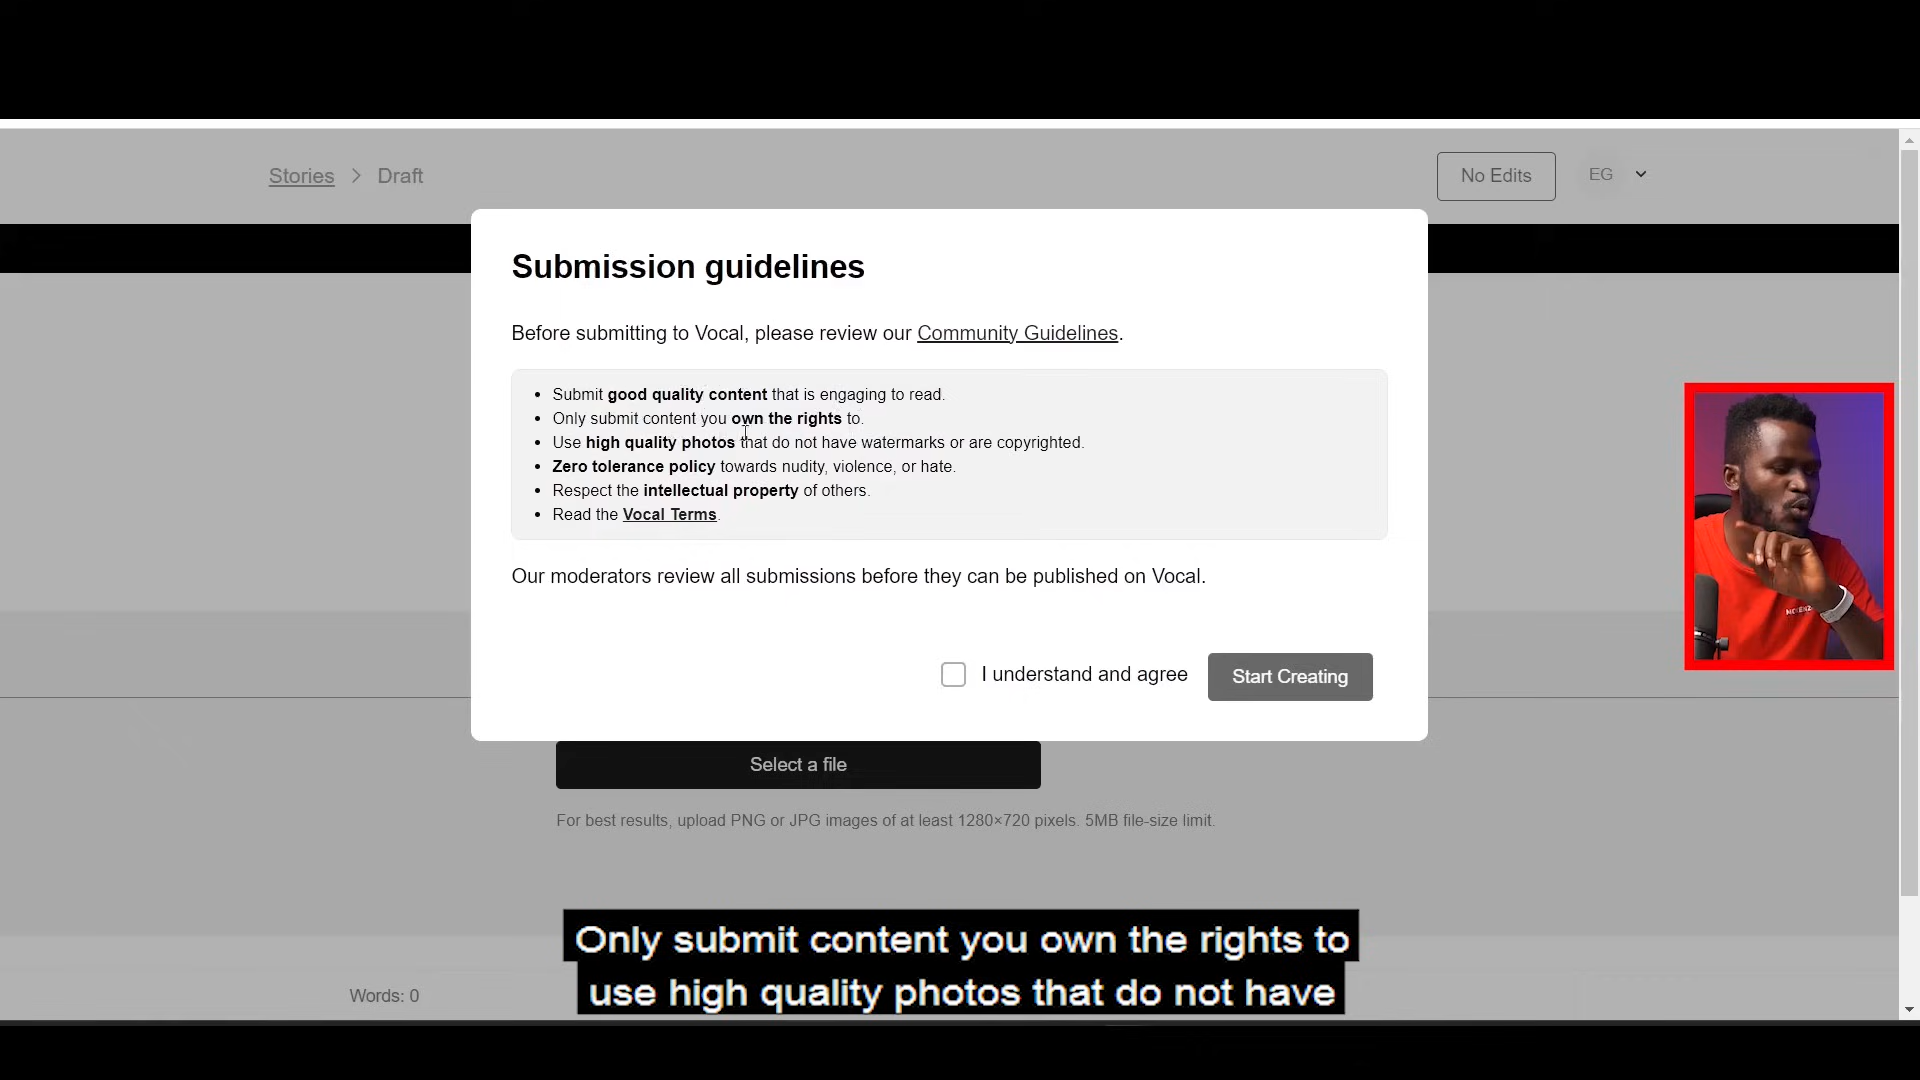 Stories > Draft
No Edits
EG
Submission guidelines
Before submitting to Vocal, please review our Community Guidelines.
• Submit good quality content that is engaging to read.
• Only submit content you own the rights to.
• Use high quality photos that do not have watermarks or are copyrighted.
• Zero tolerance policy towards nudity, violence, or hate.
• Respect the intellectual property of others.
• Read the Vocal Terms.
Our moderators review all submissions before they can be published on Vocal.
I understand and agree
Start Creating
Select a file
For best results, upload PNG or JPG images of at least 1280×720 pixels. 5MB file-size limit.
Only submit content you own the rights to
use high quality photos that do not have
Words: 0